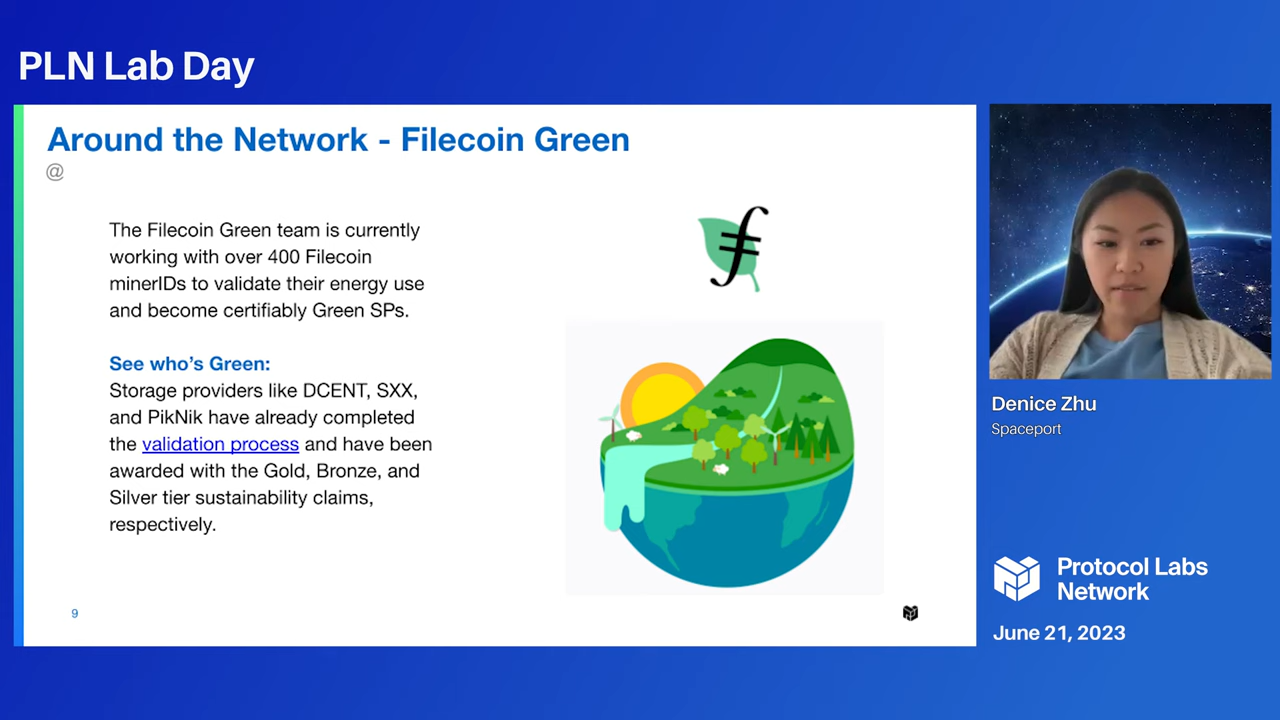 PLN Lab Day
Around the Network - Filecoin Green
@
The Filecoin Green team is currently
working with over 400 Filecoin
minerIDs to validate their energy use
and become certifiably Green SPs.
See who's Green:
Storage providers like DCENT, SXX,
and PikNik have already completed
the validation process and have been
awarded with the Gold, Bronze, and
Silver tier sustainability claims,
respectively.
9
Denice Zhu
Spaceport
Protocol Labs
Network
June 21, 2023